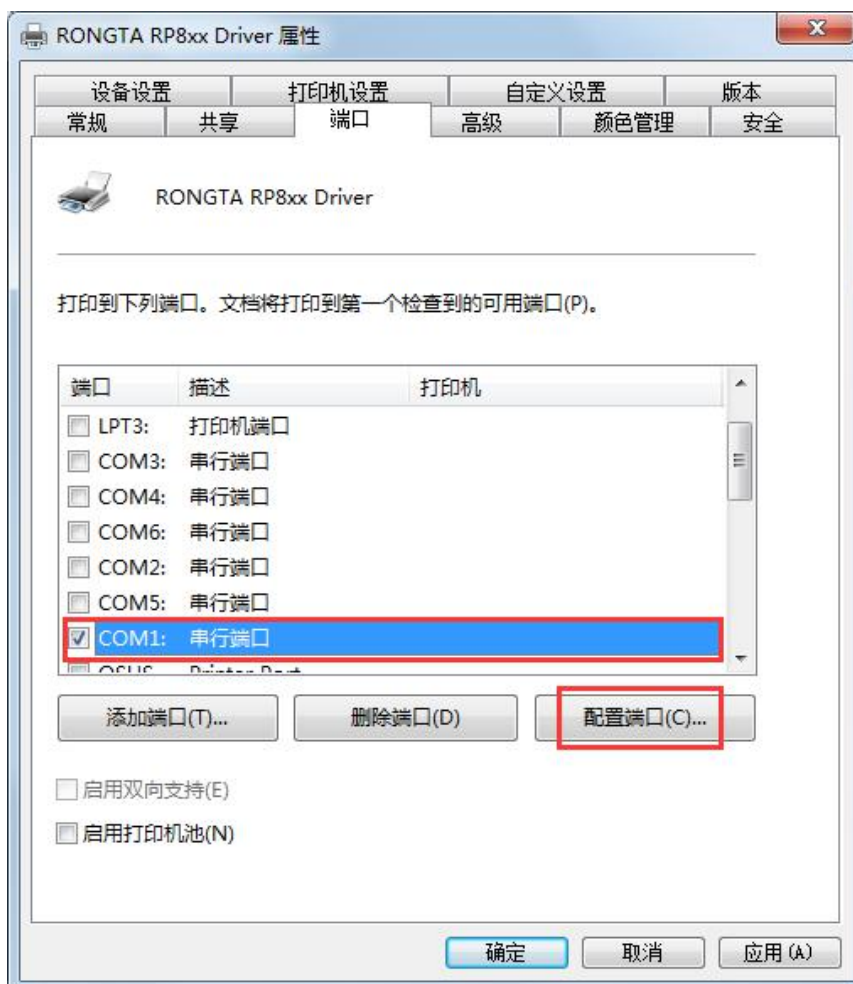 RONGTA RP8xx Driver 属性
设备设置 打印机设置 自定义设置 版本
常规 共享 端口 高级 颜色管理 安全
RONGTA RP8xx Driver
打印到下列端口。文档将打印到第一个检查到的可用端口(P)。
端口 描述 打印机
LPT3: 打印机端口
COM3: 串行端口
COM4: 串行端口
COM6: 串行端口
COM2: 串行端口
COM5: 串行端口
COM1: 串行端口
添加端口(T)... 删除端口(D) 配置端口(C)...
启用双向支持(E)
启用打印机池(N)
确定 取消 应用(A)